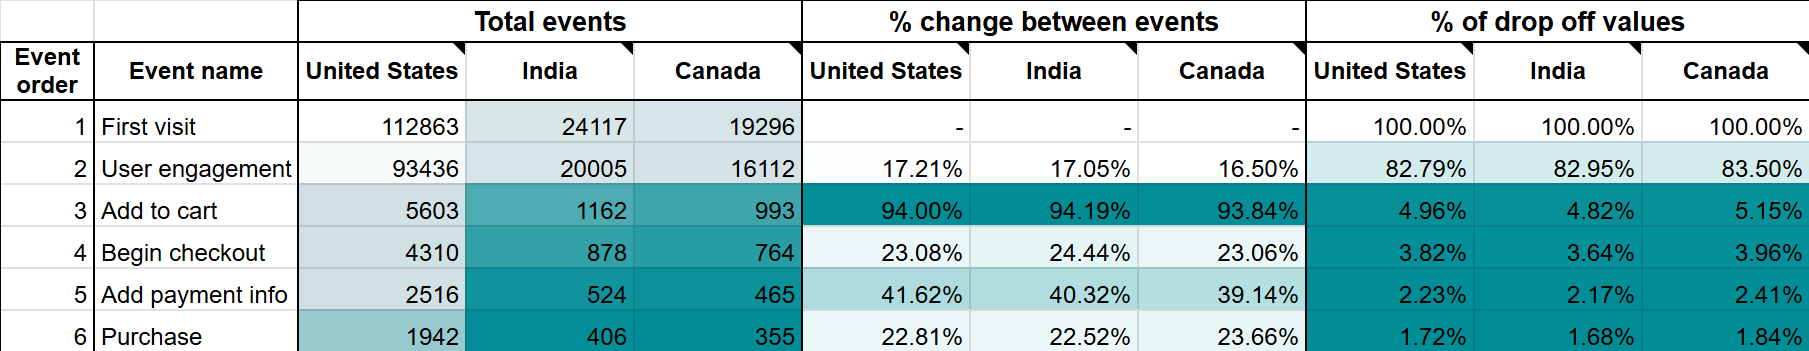 Total events % change between events % of drop off values
Event order Event name United States India Canada United States India Canada United States India Canada
1 First visit 112863 24117 19296 - - - 100.00% 100.00% 100.00%
2 User engagement 93436 20005 16112 17.21% 17.05% 16.50% 82.79% 82.95% 83.50%
3 Add to cart 5603 1162 993 94.00% 94.19% 93.84% 4.96% 4.82% 5.15%
4 Begin checkout 4310 878 764 23.08% 24.44% 23.06% 3.82% 3.64% 3.96%
5 Add payment info 2516 524 465 41.62% 40.32% 39.14% 2.23% 2.17% 2.41%
6 Purchase 1942 406 355 22.81% 22.52% 23.66% 1.72% 1.68% 1.84%